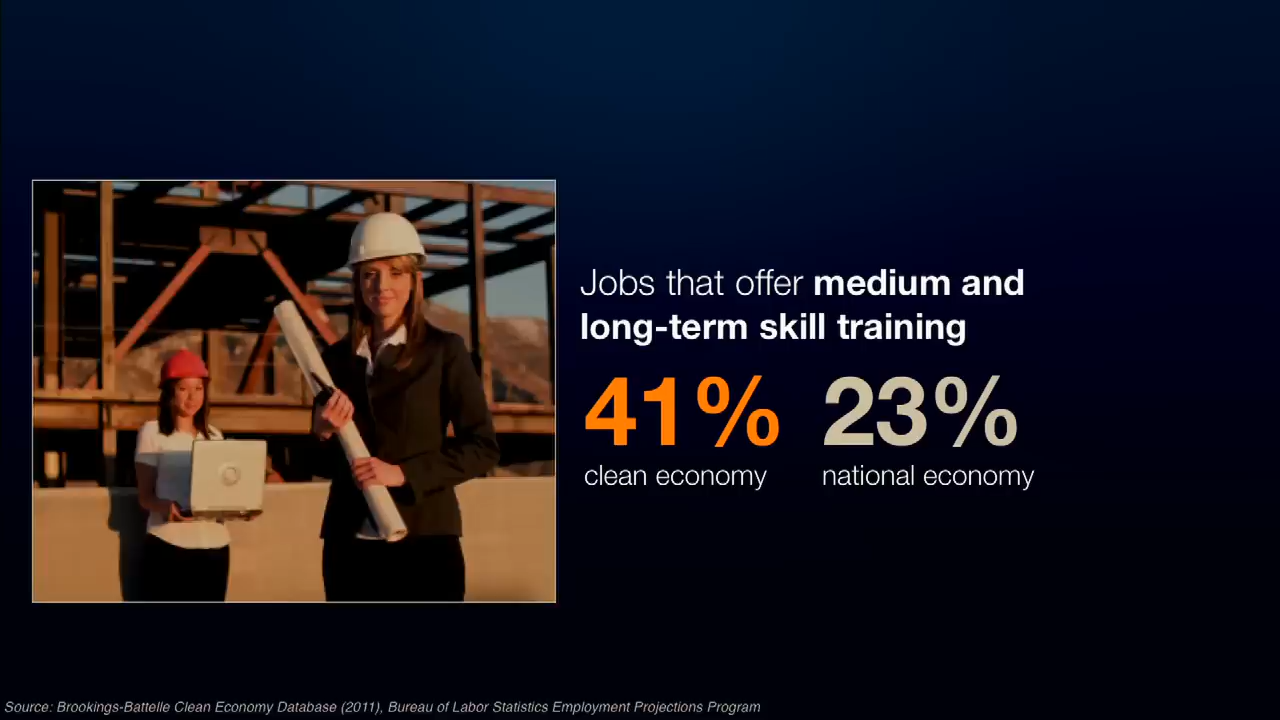 Jobs that offer medium and
long-term skill training
41% 23%
clean economy national economy
Source: Brookings-Battelle Clean Economy Database (2011), Bureau of Labor Statistics Employment Projections Program